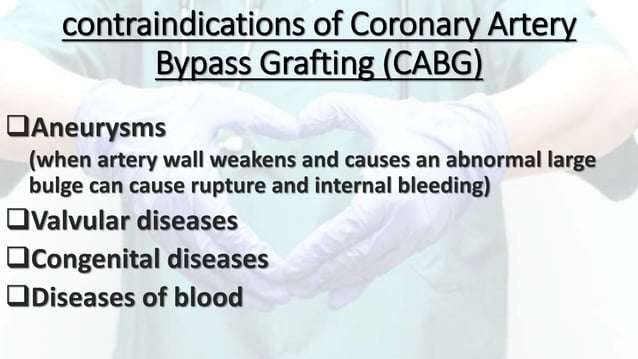 contraindications of Coronary Artery
Bypass Grafting (CABG)
❑Aneurysms
(when artery wall weakens and causes an abnormal large
bulge can cause rupture and internal bleeding)
❑Valvular diseases
❑Congenital diseases
❑Diseases of blood